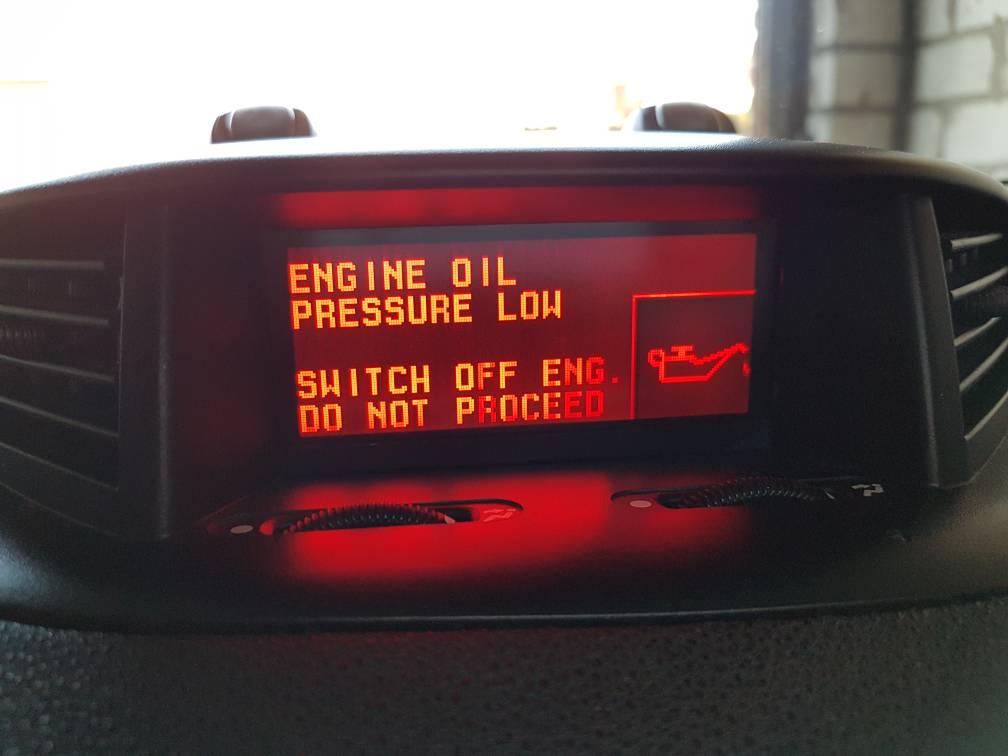 ENGINE OIL
PRESSURE LOW
SWITCH OFF ENG.
DO NOT PROCEED